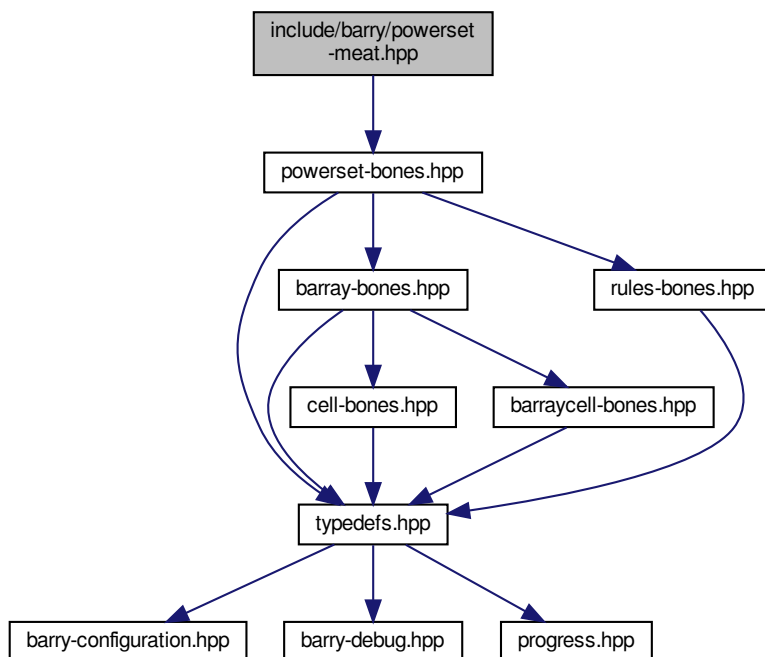 include/barry/powerset
-meat.hpp
powerset-bones.hpp
barray-bones.hpp
rules-bones.hpp
cell-bones.hpp
barraycell-bones.hpp
typedefs.hpp
barry-configuration.hpp
barry-debug.hpp
progress.hpp